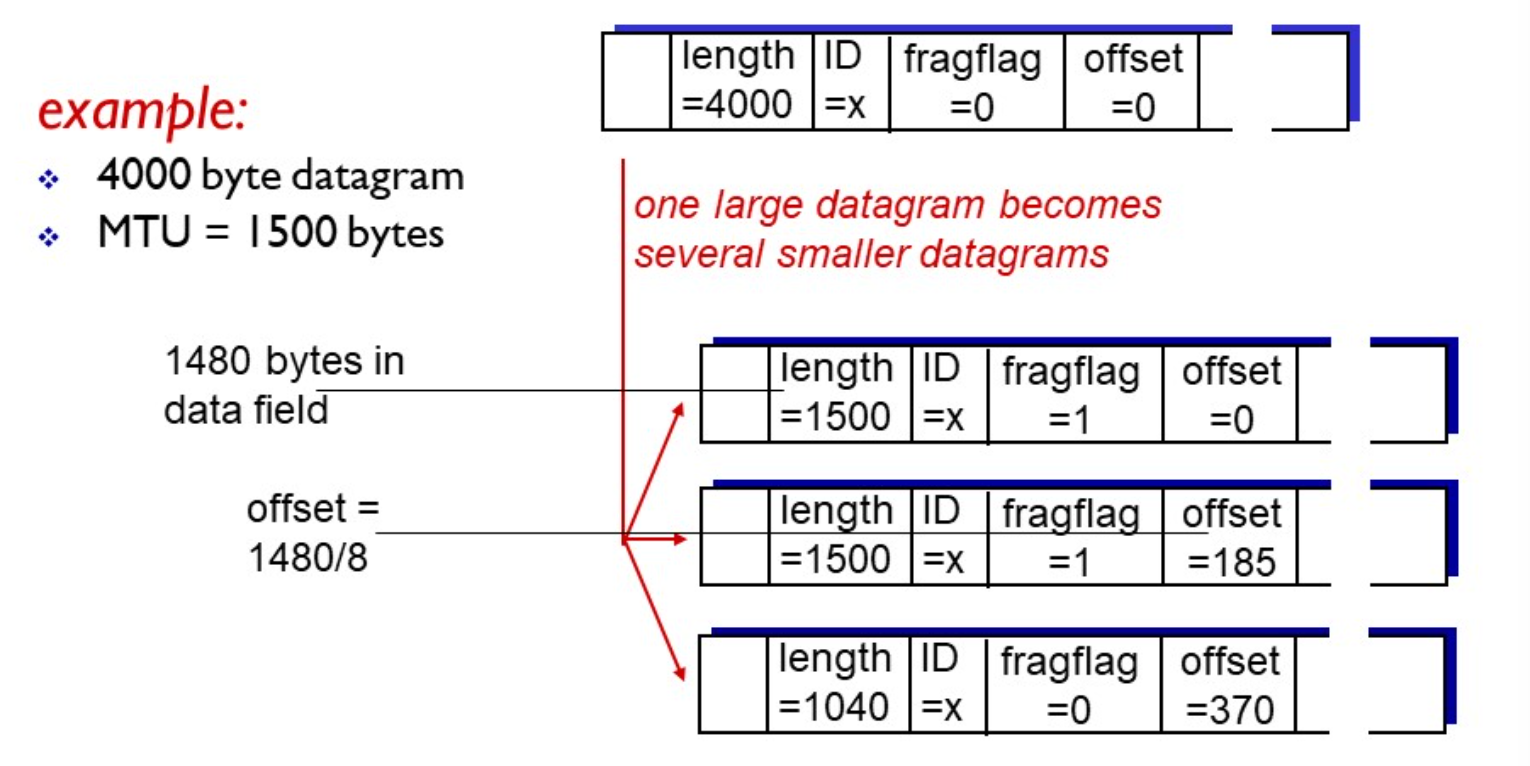 length ID fragflag offset
=4000 =x =0 =0
example:
4000 byte datagram
MTU = 1500 bytes
one large datagram becomes
several smaller datagrams
1480 bytes in
data field
length ID fragflag offset
=1500 =x =1 =0
offset =
1480/8
length ID fragflag offset
=1500 =x =1 =185
length ID fragflag offset
=1040 =x =0 =370